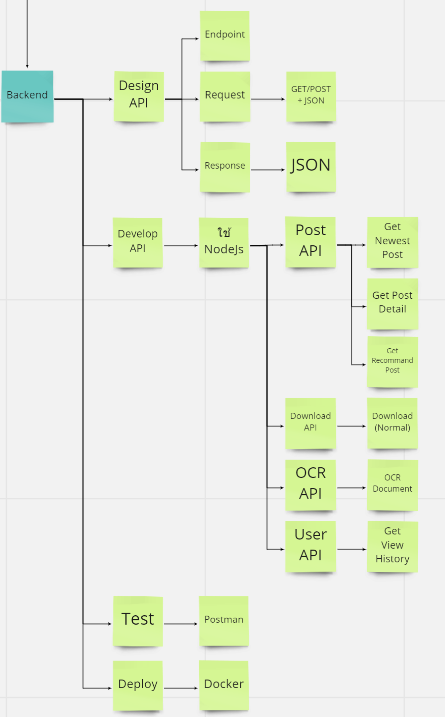 Endpoint
Backend
Design
API
Request
GET/POST
+ JSON
Response
JSON
Develop
API
ใช้
NodeJs
Post
API
Get
Newest
Post
Get Post
Detail
Get
Recommand
Post
Download
API
Download
(Normal)
OCR
API
OCR
Document
User
API
Get
View
History
Test
Postman
Deploy
Docker